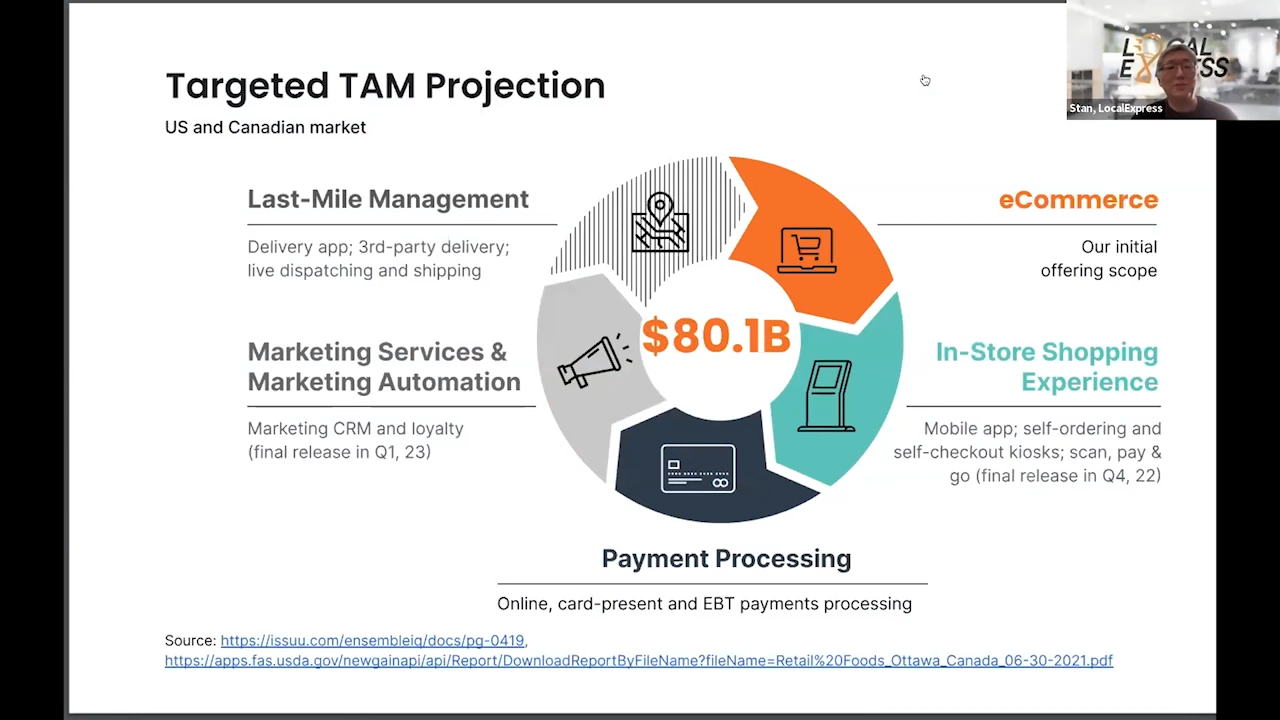 Targeted TAM Projection
US and Canadian market
Stan, LocalExpress
Last-Mile Management
Delivery app; 3rd-party delivery;
live dispatching and shipping
eCommerce
Our initial
offering scope
$80.1B
Marketing Services &
Marketing Automation
Marketing CRM and loyalty
(final release in Q1, 23)
In-Store Shopping
Experience
Mobile app; self-ordering and
self-checkout kiosks; scan, pay &
go (final release in Q4, 22)
Payment Processing
Online, card-present and EBT payments processing
Source: https://issuu.com/ensembleiq/docs/pg-0419,
https://apps.fas.usda.gov/newgainapi/api/Report/DownloadReportByFileName?fileName=Retail%20Foods_Ottawa_Canada_06-30-2021.pdf